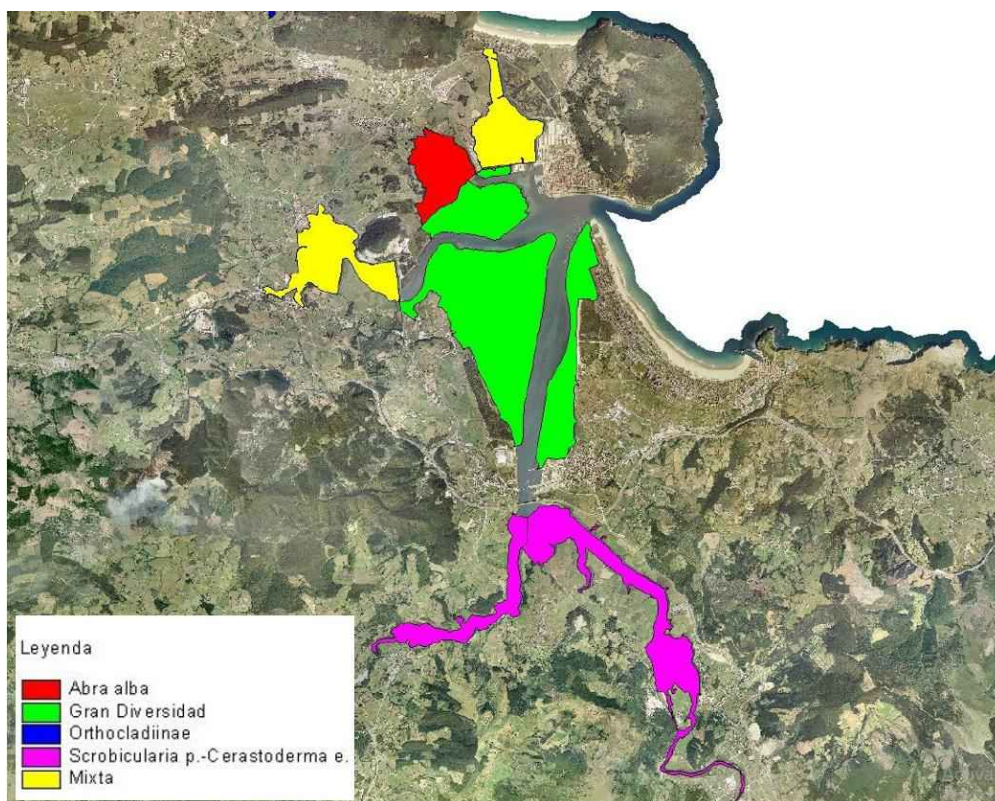 Leyenda
Abra alba
Gran Diversidad
Orthocladiinae
Scrobicularia p.-Cerastoderma e.
Mixta